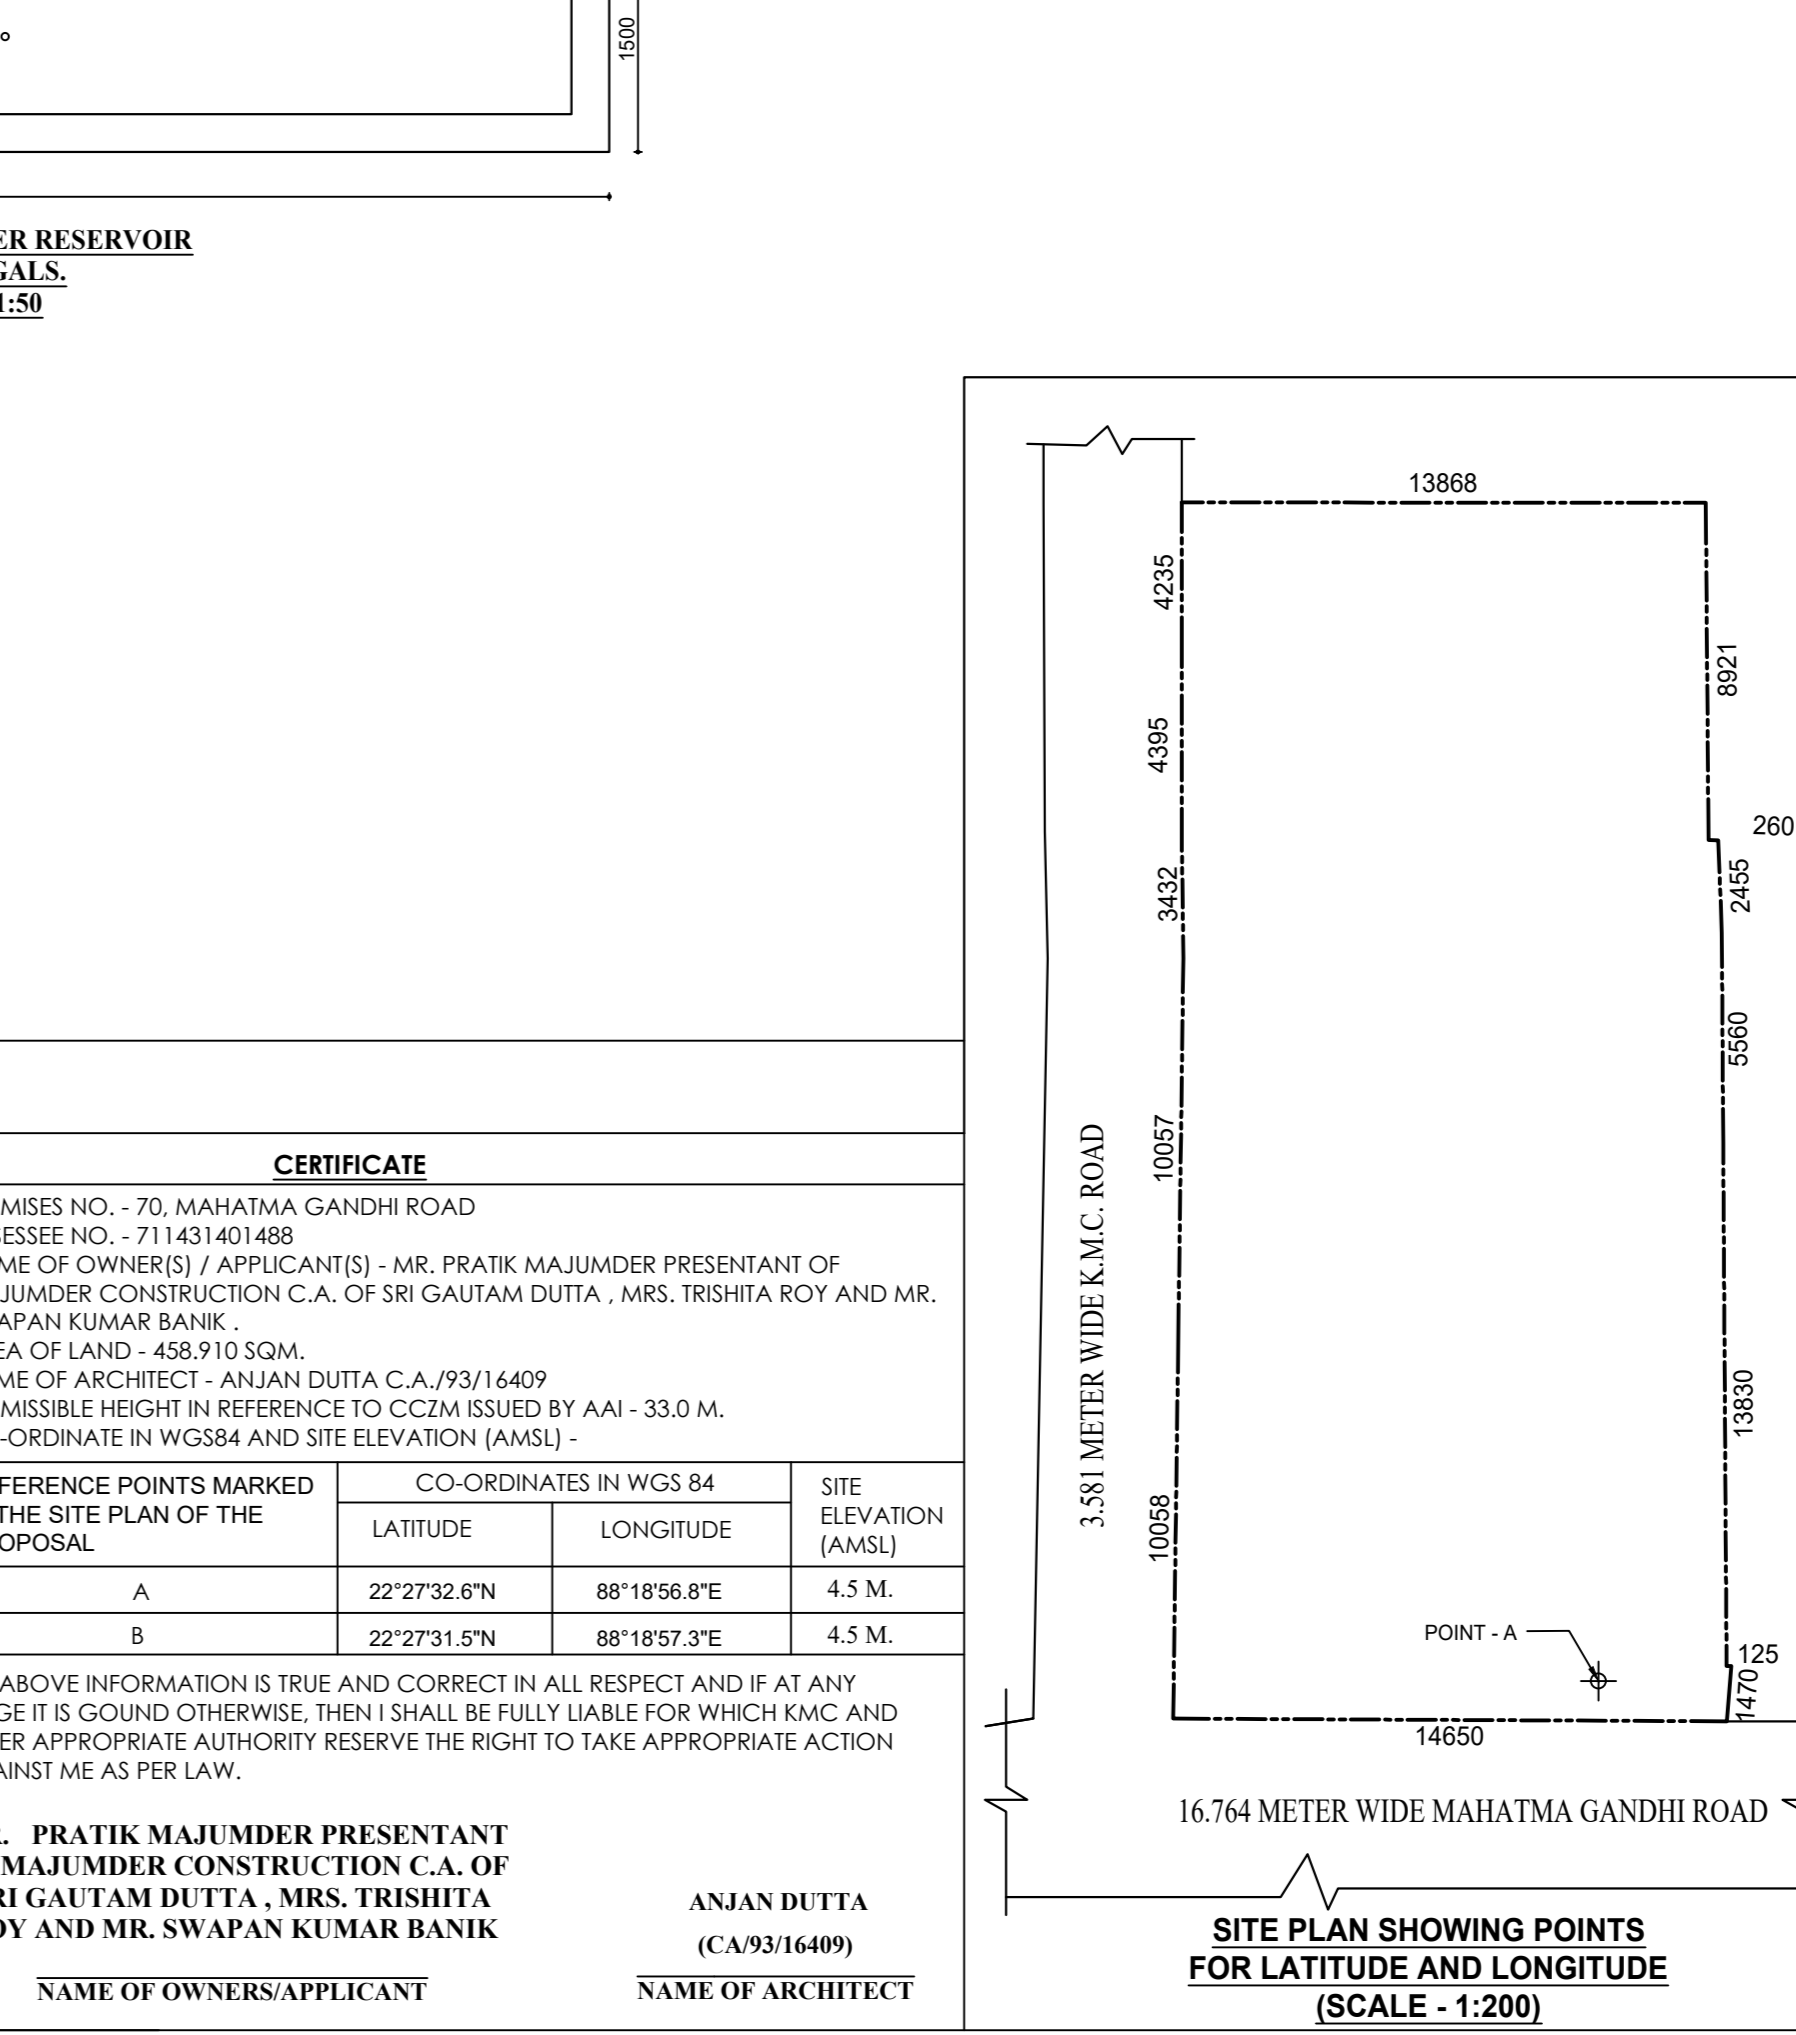 1500
ER RESERVOIR
GALS.
1:50
CERTIFICATE
MISES NO. - 70, MAHATMA GANDHI ROAD
SESSEE NO. - 711431401488
ME OF OWNER(S) / APPLICANT(S) - MR. PRATIK MAJUMDER PRESENTANT OF
JUMDER CONSTRUCTION C.A. OF SRI GAUTAM DUTTA , MRS. TRISHITA ROY AND MR.
APAN KUMAR BANIK .
EA OF LAND - 458.910 SQM.
ME OF ARCHITECT - ANJAN DUTTA C.A./93/16409
MISSIBLE HEIGHT IN REFERENCE TO CCZM ISSUED BY AAI - 33.0 M.
-ORDINATE IN WGS84 AND SITE ELEVATION (AMSL) -
FERENCE POINTS MARKED
THE SITE PLAN OF THE
OPOSAL
CO-ORDINATES IN WGS 84
LATITUDE
LONGITUDE
SITE
ELEVATION
(AMSL)
A 22°27'32.6"N 88°18'56.8"E 4.5 M.
B 22°27'31.5"N 88°18'57.3"E 4.5 M.
ABOVE INFORMATION IS TRUE AND CORRECT IN ALL RESPECT AND IF AT ANY
GE IT IS GOUND OTHERWISE, THEN I SHALL BE FULLY LIABLE FOR WHICH KMC AND
ER APPROPRIATE AUTHORITY RESERVE THE RIGHT TO TAKE APPROPRIATE ACTION
AINST ME AS PER LAW.
R. PRATIK MAJUMDER PRESENTANT
MAJUMDER CONSTRUCTION C.A. OF
RI GAUTAM DUTTA , MRS. TRISHITA
OY AND MR. SWAPAN KUMAR BANIK
NAME OF OWNERS/APPLICANT
ANJAN DUTTA
(CA/93/16409)
NAME OF ARCHITECT
13868
4235
4395
3432
10057
10058
8921
260
2455
5560
13830
125
1470
14650
3.581 METER WIDE K.M.C. ROAD
POINT - A
16.764 METER WIDE MAHATMA GANDHI ROAD
SITE PLAN SHOWING POINTS
FOR LATITUDE AND LONGITUDE
(SCALE - 1:200)